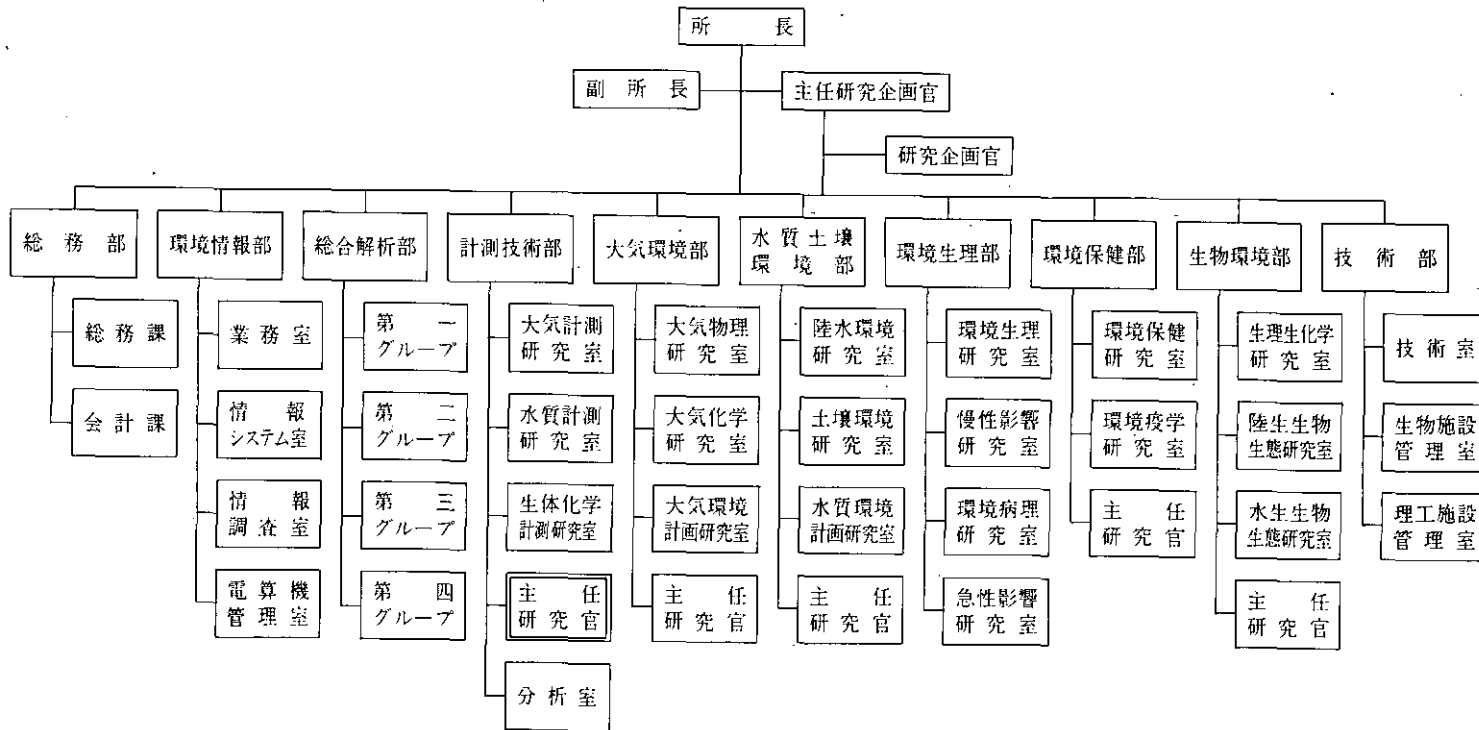 所長
副所長
主任研究企画官
研究企画官
総務部
環境情報部
総合解析部
計測技術部
大気環境部
水質土壌
環境部
環境生理部
環境保健部
生物環境部
技術部
総務課
会計課
業務室
情報
システム室
情報
調査室
電算機
管理室
第一
グループ
第二
グループ
第三
グループ
第四
グループ
大気計測
研究室
水質計測
研究室
生体化学
計測研究室
主任
研究官
分析室
大気物理
研究室
大気化学
研究室
大気環境
計画研究室
主任
研究官
陸水環境
研究室
土壌環境
研究室
水質環境
計画研究室
主任
研究官
環境生理
研究室
慢性影響
研究室
環境病理
研究室
急性影響
研究室
環境保健
研究室
環境疫学
研究室
主任
研究官
生理生化学
研究室
陸生生物
生態研究室
水生生物
生態研究室
主任
研究官
技術室
生物施設
管理室
理工施設
管理室